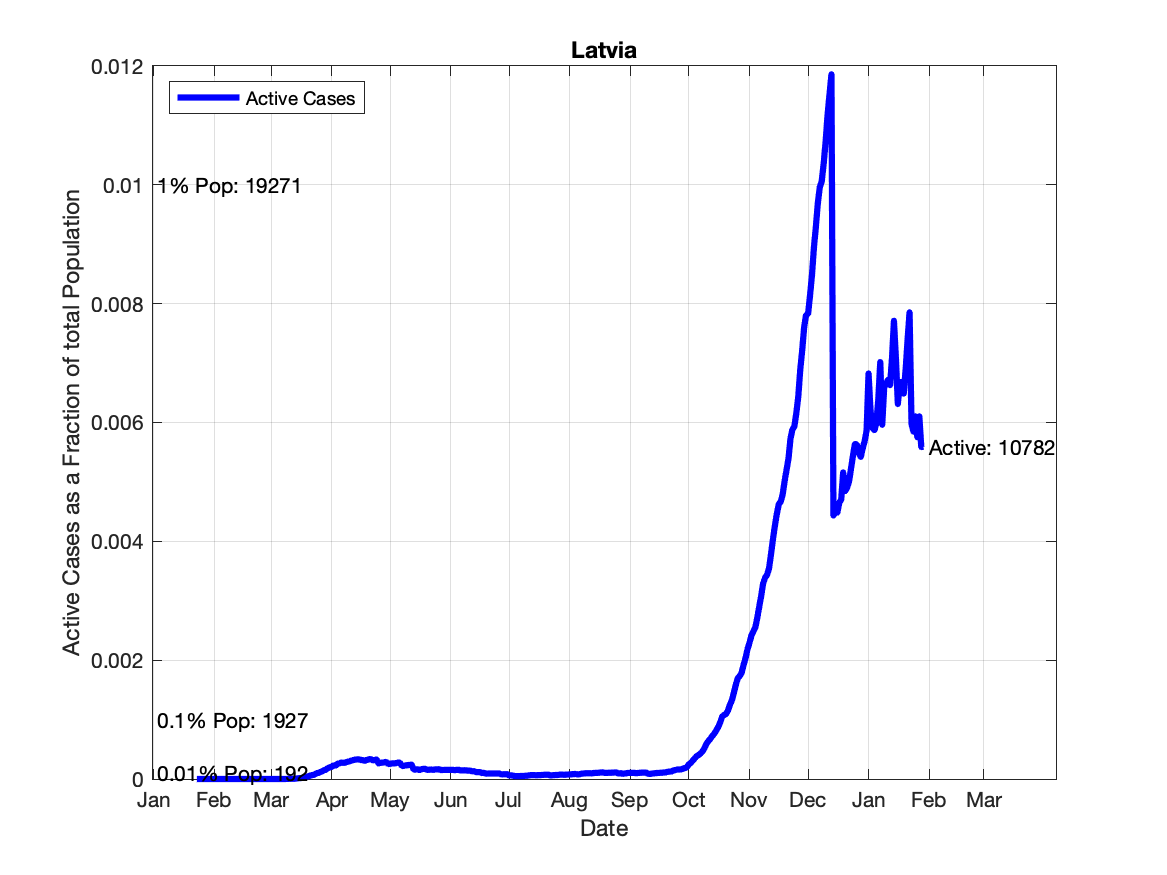 Latvia
Active Cases as a Fraction of total Population
0.012
0.01
0.008
0.006
0.004
0.002
0
Active Cases
1% Pop: 19271
0.1% Pop: 1927
0.01% Pop: 192
Active: 10782
Jan Feb Mar Apr May Jun Jul Aug Sep Oct Nov Dec Jan Feb Mar
Date